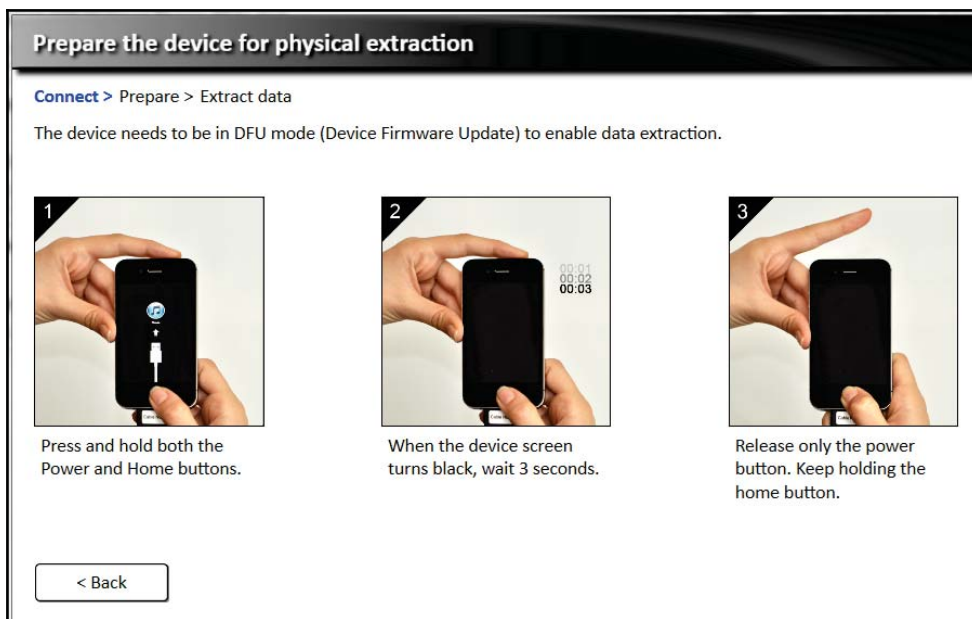 Prepare the device for physical extraction
Connect > Prepare > Extract data
The device needs to be in DFU mode (Device Firmware Update) to enable data extraction.
1
2
00:01
00:02
00:03
3
Press and hold both the
Power and Home buttons.
When the device screen
turns black, wait 3 seconds.
Release only the power
button. Keep holding the
home button.
< Back